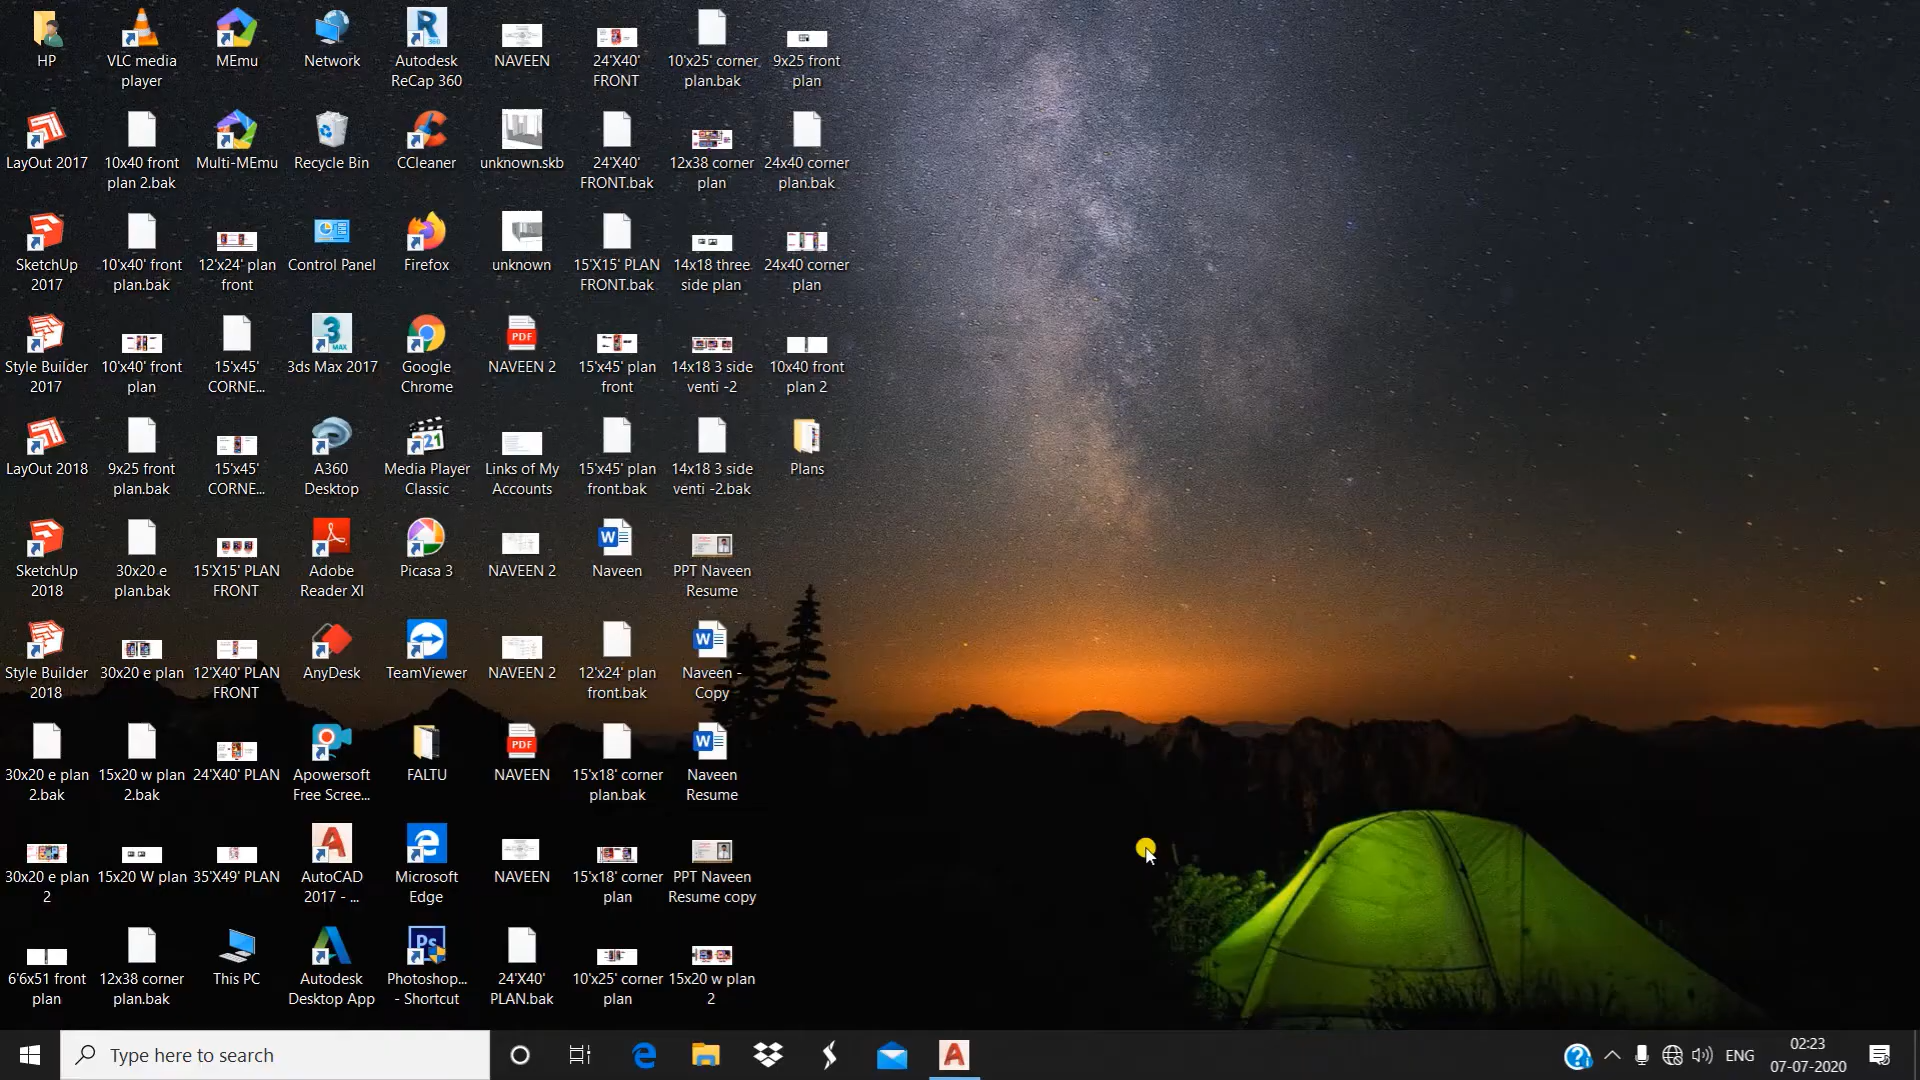 HP
VLC media
player
MEmu
Network
Autodesk
ReCap 360
NAVEEN
24'X40'
FRONT
10'x25' corner
plan.bak
9x25 front
plan
LayOut 2017
10x40 front
plan 2.bak
Multi-MEmu
Recycle Bin
CCleaner
unknown.skb
24'X40'
FRONT.bak
12x38 corner
plan
24x40 corner
plan.bak
SketchUp
2017
10'x40' front
plan.bak
12'x24' plan
front
Control Panel
Firefox
unknown
15'X15' PLAN
FRONT.bak
14x18 three
side plan
24x40 corner
plan
Style Builder
2017
10'x40' front
plan
15'x45'
CORNE...
3ds Max 2017
Google
Chrome
NAVEEN 2
15'x45' plan
front
14x18 3 side
venti -2
10x40 front
plan 2
LayOut 2018
9x25 front
plan.bak
15'x45'
CORNE...
A360
Desktop
Media Player
Classic
Links of My
Accounts
15'x45' plan
front.bak
14x18 3 side
venti -2.bak
Plans
SketchUp
2018
30x20 e
plan.bak
15'X15' PLAN
FRONT
Adobe
Reader XI
Picasa 3
NAVEEN 2
Naveen
PPT Naveen
Resume
Style Builder
2018
30x20 e plan
12'X40' PLAN
FRONT
AnyDesk
TeamViewer
NAVEEN 2
12'x24' plan
front.bak
Naveen -
Copy
30x20 e plan
2.bak
15x20 w plan
2.bak
24'X40' PLAN
Apowersoft
Free Scree...
FALTU
NAVEEN
15'x18' corner
plan.bak
Naveen
Resume
30x20 e plan
2
15x20 W plan
35'X49' PLAN
AutoCAD
2017 - ...
Microsoft
Edge
NAVEEN
15'x18' corner
plan
PPT Naveen
Resume copy
6'6x51 front
plan
12x38 corner
plan.bak
This PC
Autodesk
Desktop App
Photoshop...
- Shortcut
24'X40'
PLAN.bak
10'x25' corner
plan
15x20 w plan
2
Type here to search
ENG
02:23
07-07-2020